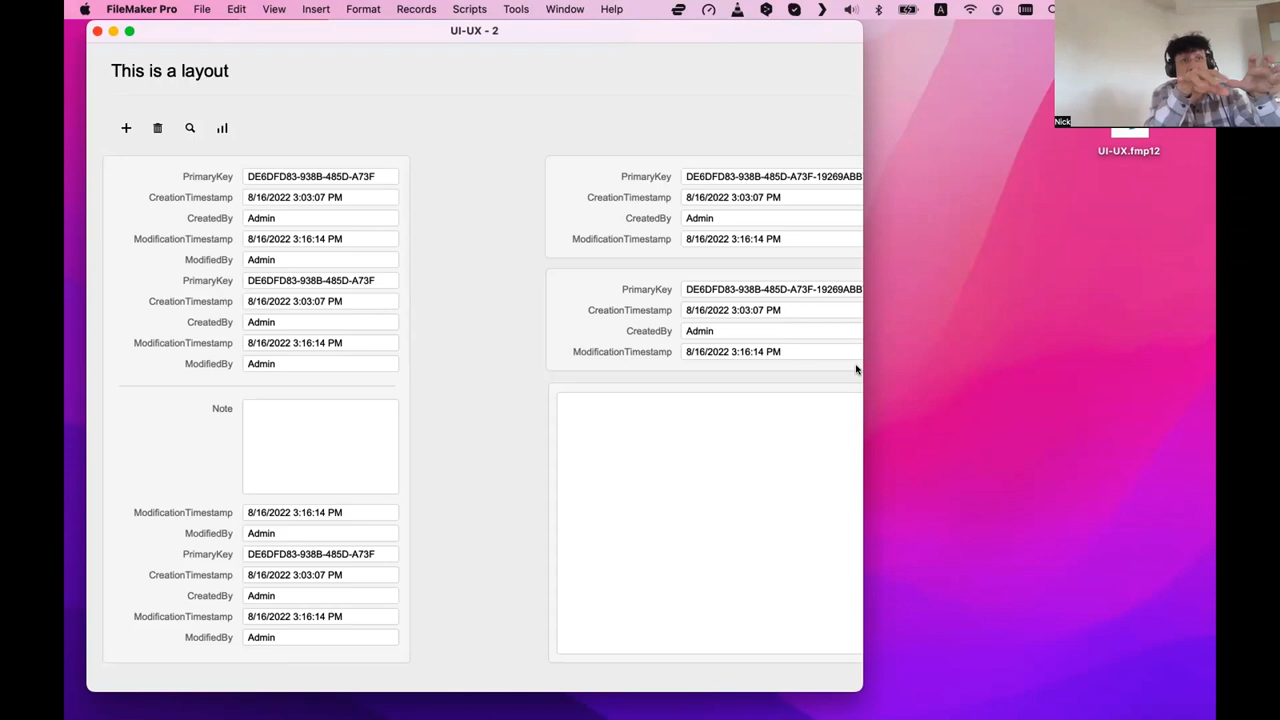 FileMaker Pro File Edit View Insert Format Records Scripts Tools Window Help A
UI-UX - 2
This is a layout
PrimaryKey DE6DFD83-938B-485D-A73F
CreationTimestamp 8/16/2022 3:03:07 PM
CreatedBy Admin
ModificationTimestamp 8/16/2022 3:16:14 PM
ModifiedBy Admin
PrimaryKey DE6DFD83-938B-485D-A73F
CreationTimestamp 8/16/2022 3:03:07 PM
CreatedBy Admin
ModificationTimestamp 8/16/2022 3:16:14 PM
ModifiedBy Admin
Note
ModificationTimestamp 8/16/2022 3:16:14 PM
ModifiedBy Admin
PrimaryKey DE6DFD83-938B-485D-A73F
CreationTimestamp 8/16/2022 3:03:07 PM
CreatedBy Admin
ModificationTimestamp 8/16/2022 3:16:14 PM
ModifiedBy Admin
PrimaryKey DE6DFD83-938B-485D-A73F-19269ABB
CreationTimestamp 8/16/2022 3:03:07 PM
CreatedBy Admin
ModificationTimestamp 8/16/2022 3:16:14 PM
PrimaryKey DE6DFD83-938B-485D-A73F-19269ABB
CreationTimestamp 8/16/2022 3:03:07 PM
CreatedBy Admin
ModificationTimestamp 8/16/2022 3:16:14 PM
Nick
UI-UX.fmp12